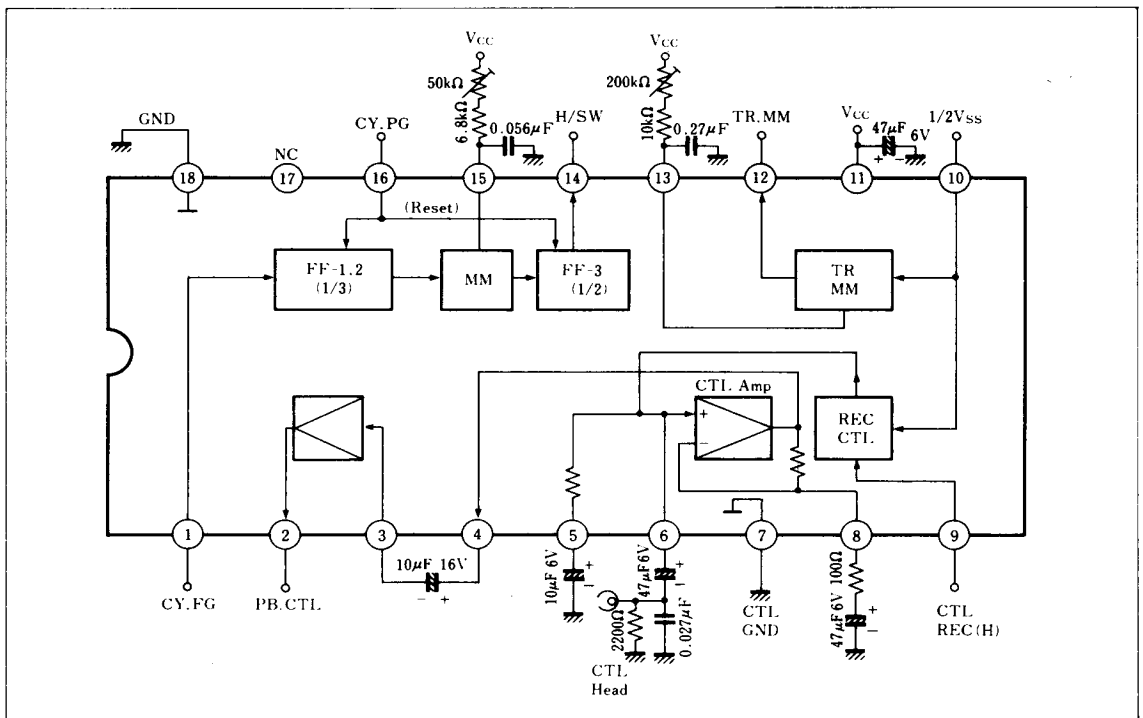 VCC
VCC
50kΩ
200kΩ
VCC
1/2VSS
GND
CY.PG
6.8kΩ
0.056μF
H/SW
10kΩ
0.27μF
TR.MM
47μF
6V
+ -
NC
18
17
16
15
14
13
12
11
10
(Reset)
FF-1.2
(1/3)
MM
FF-3
(1/2)
TR
MM
CTL Amp
+
-
REC
CTL
1
2
3
4
5
6
7
8
9
CY.FG
PB.CTL
10μF 16V
- +
10μF 6V
+
-
47μF6V
+
-
0.027μF
2200Ω
CTL
Head
CTL
GND
100Ω
47μF6V
+
-
CTL
REC(H)